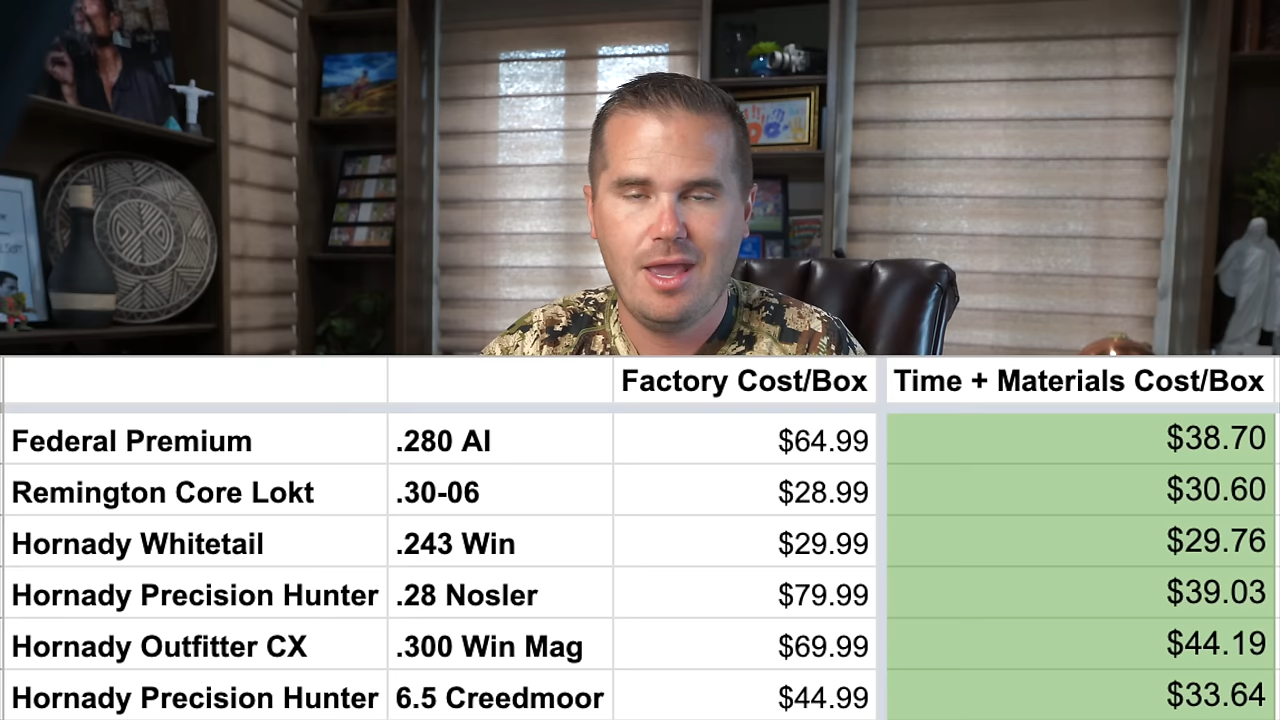 Factory Cost/Box Time + Materials Cost/Box
Federal Premium .280 AI $64.99 $38.70
Remington Core Lokt .30-06 $28.99 $30.60
Hornady Whitetail .243 Win $29.99 $29.76
Hornady Precision Hunter .28 Nosler $79.99 $39.03
Hornady Outfitter CX .300 Win Mag $69.99 $44.19
Hornady Precision Hunter 6.5 Creedmoor $44.99 $33.64